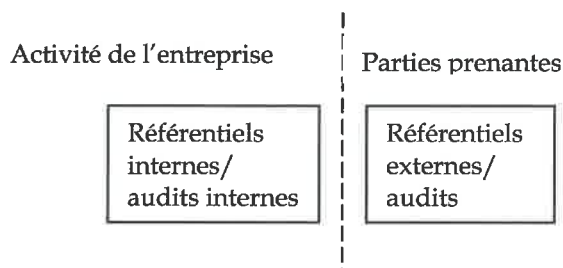 Activité de l'entreprise
Parties prenantes
Référentiels
internes/
audits internes
Référentiels
externes/
audits